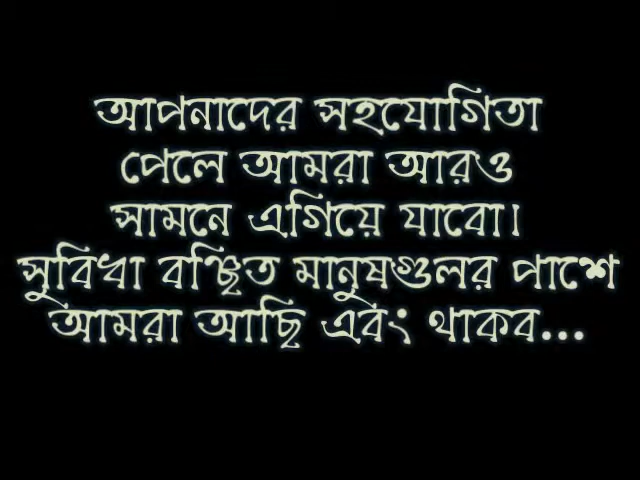 আপনাদের সহযোগিতা
পেলে আমরা আরও
সামনে এগিয়ে যাবো।
সুবিধা বঞ্ছিত মানুষগুলর পাশে
আমরা আছি এবং থাকব...